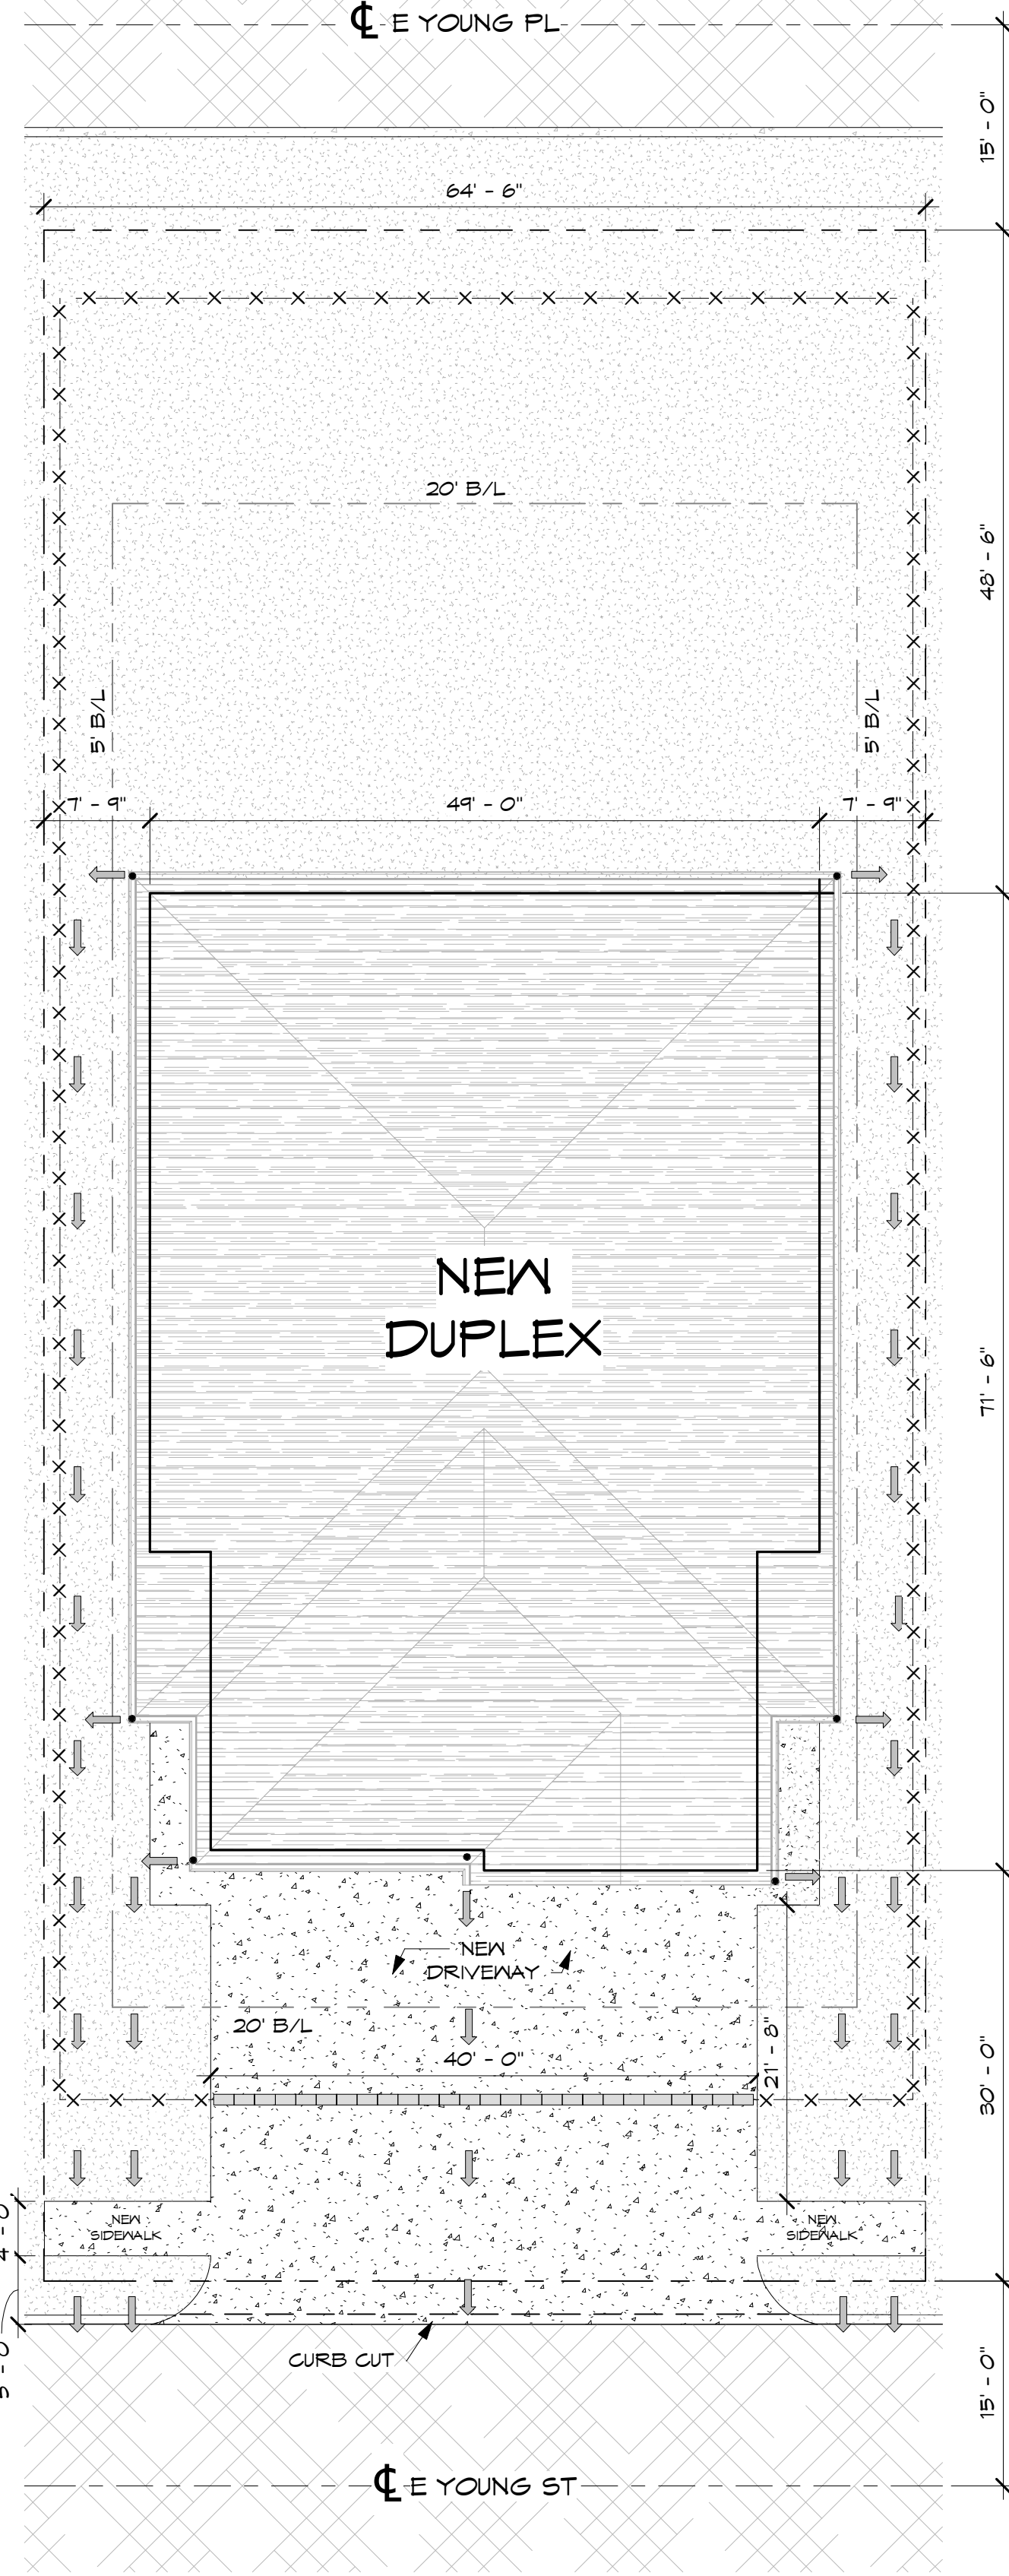 ℄ E YOUNG PL
15' - 0"
64' - 6"
20' B/L
48' - 6"
5' B/L
5' B/L
7' - 9"
49' - 0"
7' - 9"
NEW
DUPLEX
71' - 6"
NEW
DRIVEWAY
20' B/L
40' - 0"
21' - 8"
30' - 0"
NEW
SIDEWALK
NEW
SIDEWALK
CURB CUT
15' - 0"
℄ E YOUNG ST